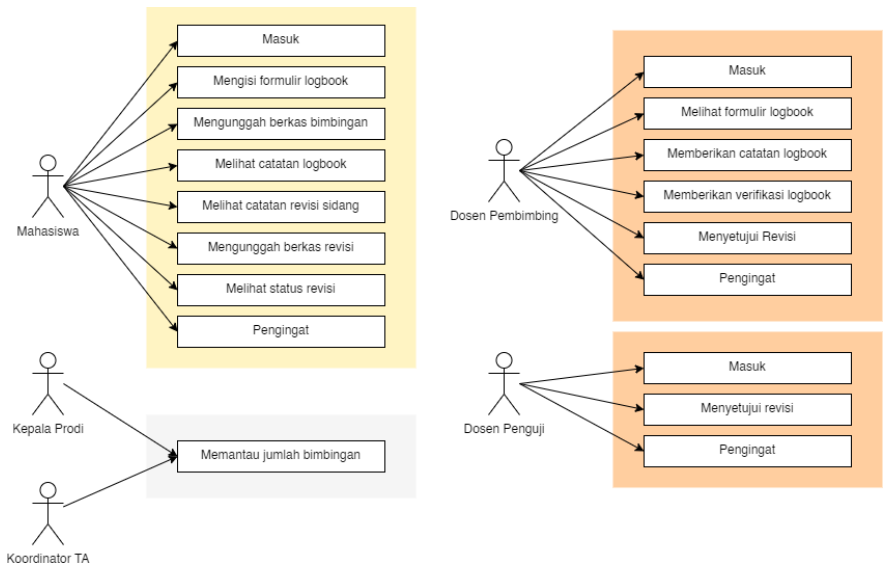 Masuk
Mengisi formulir logbook
Mengunggah berkas bimbingan
Melihat catatan logbook
Melihat catatan revisi sidang
Mengunggah berkas revisi
Melihat status revisi
Pengingat
Mahasiswa
Kepala Prodi
Memantau jumlah bimbingan
Koordinator TA
Masuk
Melihat formulir logbook
Memberikan catatan logbook
Memberikan verifikasi logbook
Menyetujui Revisi
Pengingat
Dosen Pembimbing
Masuk
Menyetujui revisi
Pengingat
Dosen Penguji